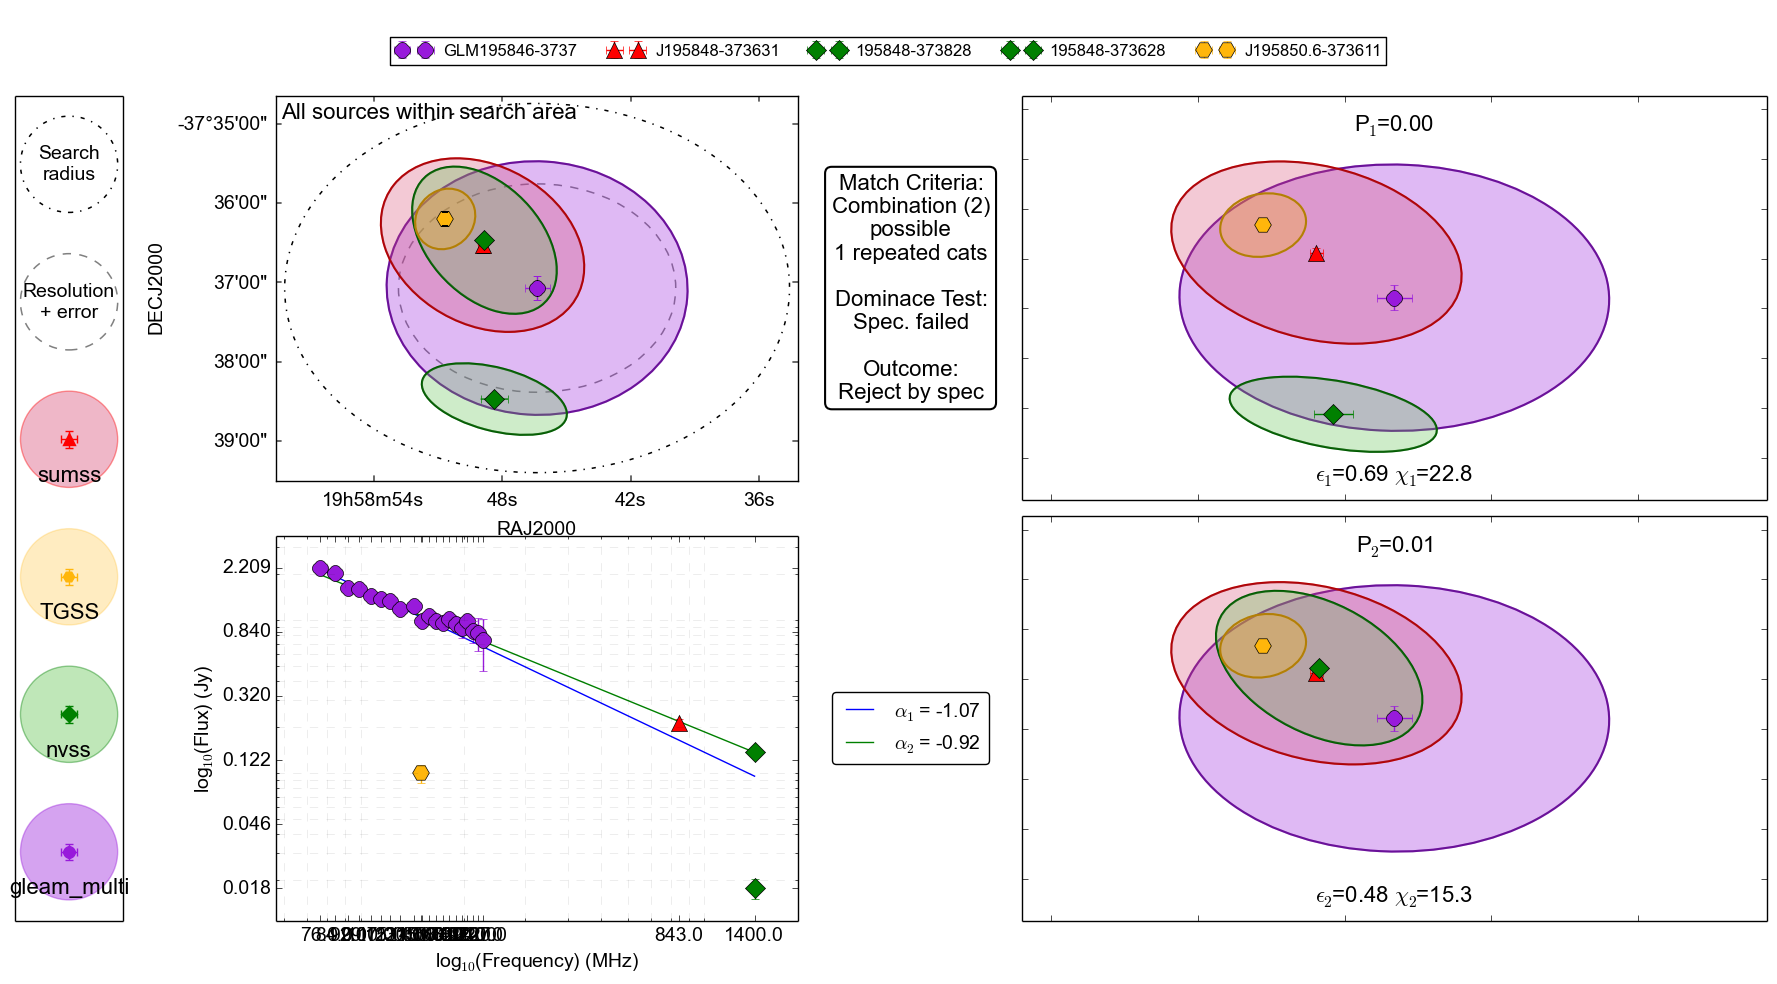 GLM195846-3737 J195848-373631 195848-373828 195848-373628 J195850.6-373611
Search
radius
Resolution
+ error
sumss
TGSS
nvss
gleam_multi
All sources within search area
DECJ2000
-37°35'00"
36'00"
37'00"
38'00"
39'00"
19h58m54s 48s 42s 36s
RAJ2000
Match Criteria:
Combination (2)
possible
1 repeated cats
Dominace Test:
Spec. failed
Outcome:
Reject by spec
P₁=0.00
ϵ₁=0.69 χ₁=22.8
log₁₀(Flux) (Jy)
2.209
0.840
0.320
0.122
0.046
0.018
843.0 1400.0
log₁₀(Frequency) (MHz)
α₁ = -1.07
α₂ = -0.92
P₂=0.01
ϵ₂=0.48 χ₂=15.3